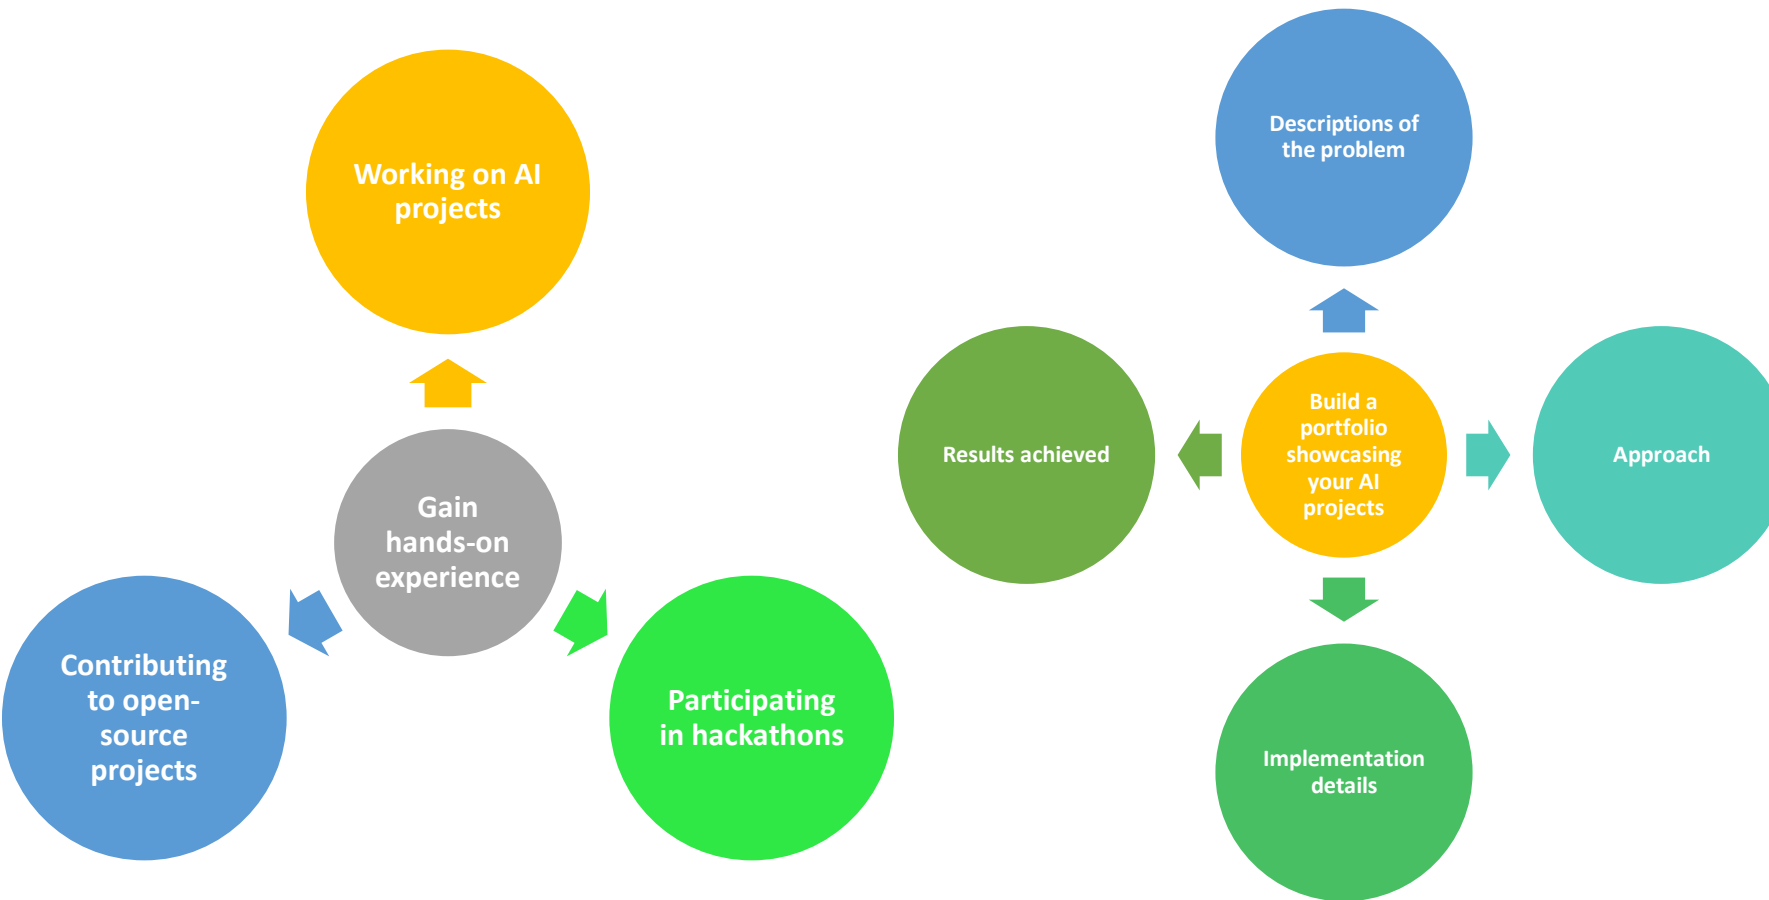 Working on AI
projects
Gain
hands-on
experience
Contributing
to open-
source
projects
Participating
in hackathons
Descriptions of
the problem
Build a
portfolio
showcasing
your AI
projects
Results achieved
Approach
Implementation
details